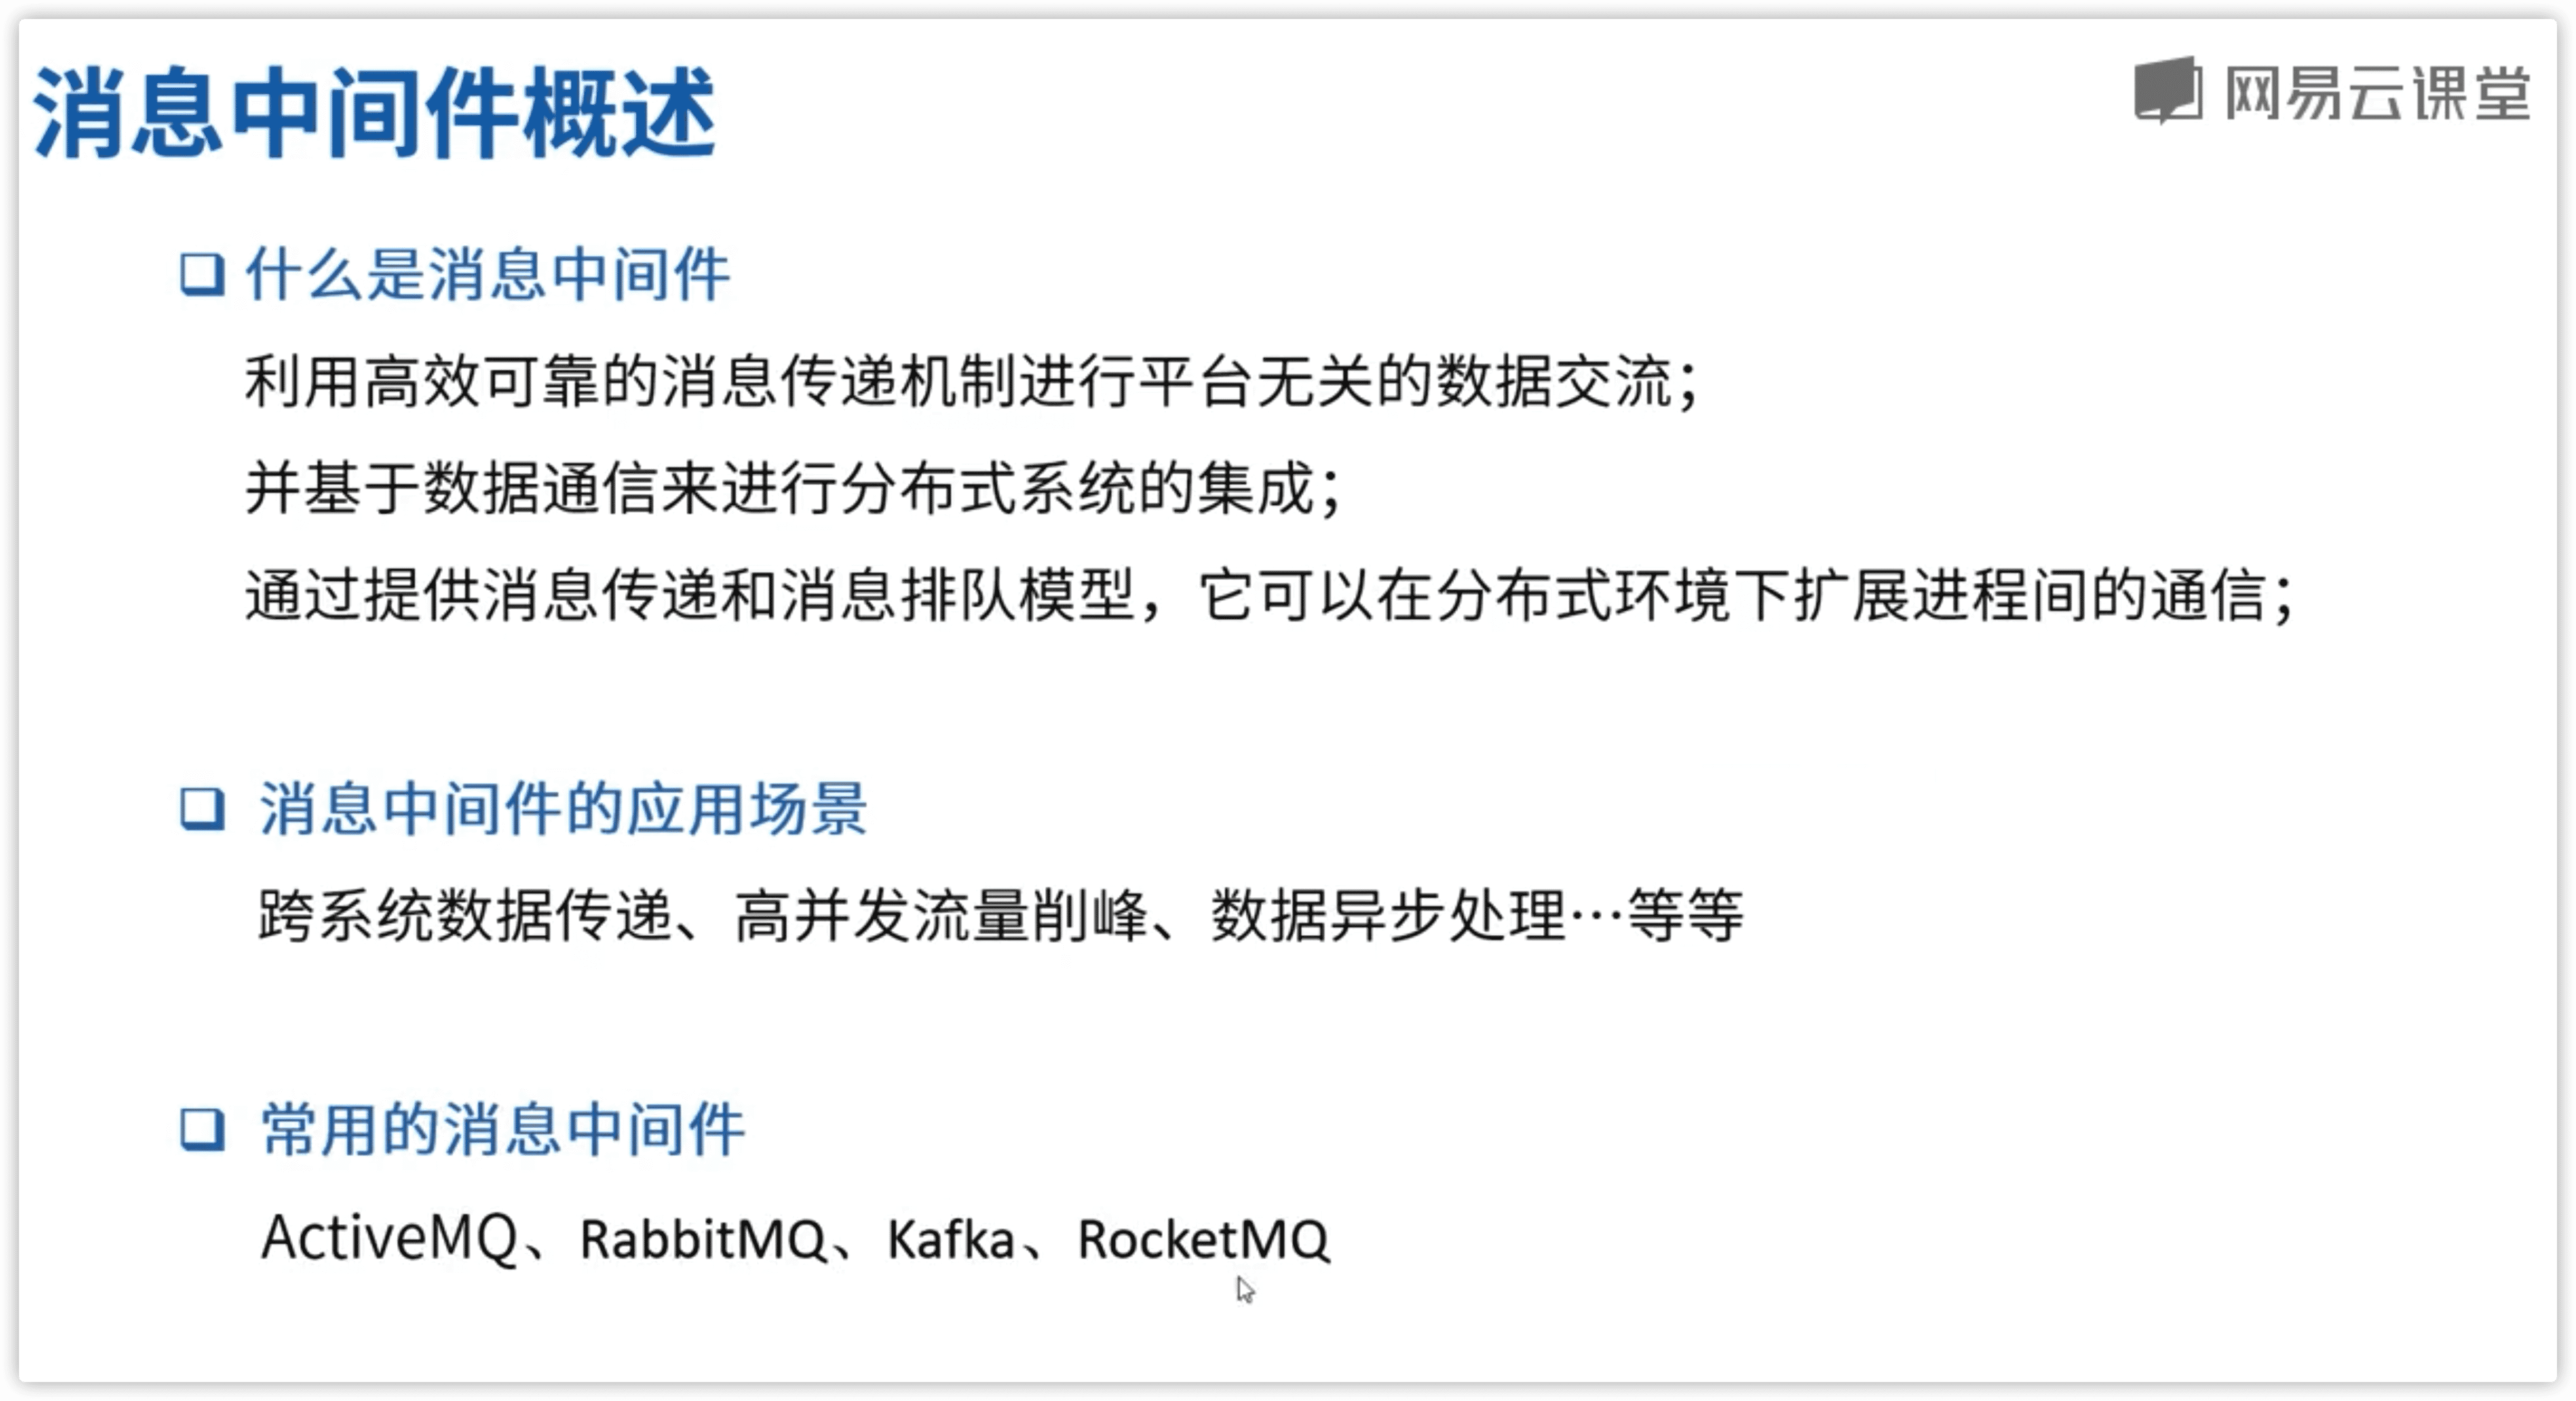 消息中间件概述
网易云课堂
什么是消息中间件
利用高效可靠的消息传递机制进行平台无关的数据交流；
并基于数据通信来进行分布式系统的集成；
通过提供消息传递和消息排队模型，它可以在分布式环境下扩展进程间的通信；
消息中间件的应用场景
跨系统数据传递、高并发流量削峰、数据异步处理…等等
常用的消息中间件
ActiveMQ、RabbitMQ、Kafka、RocketMQ